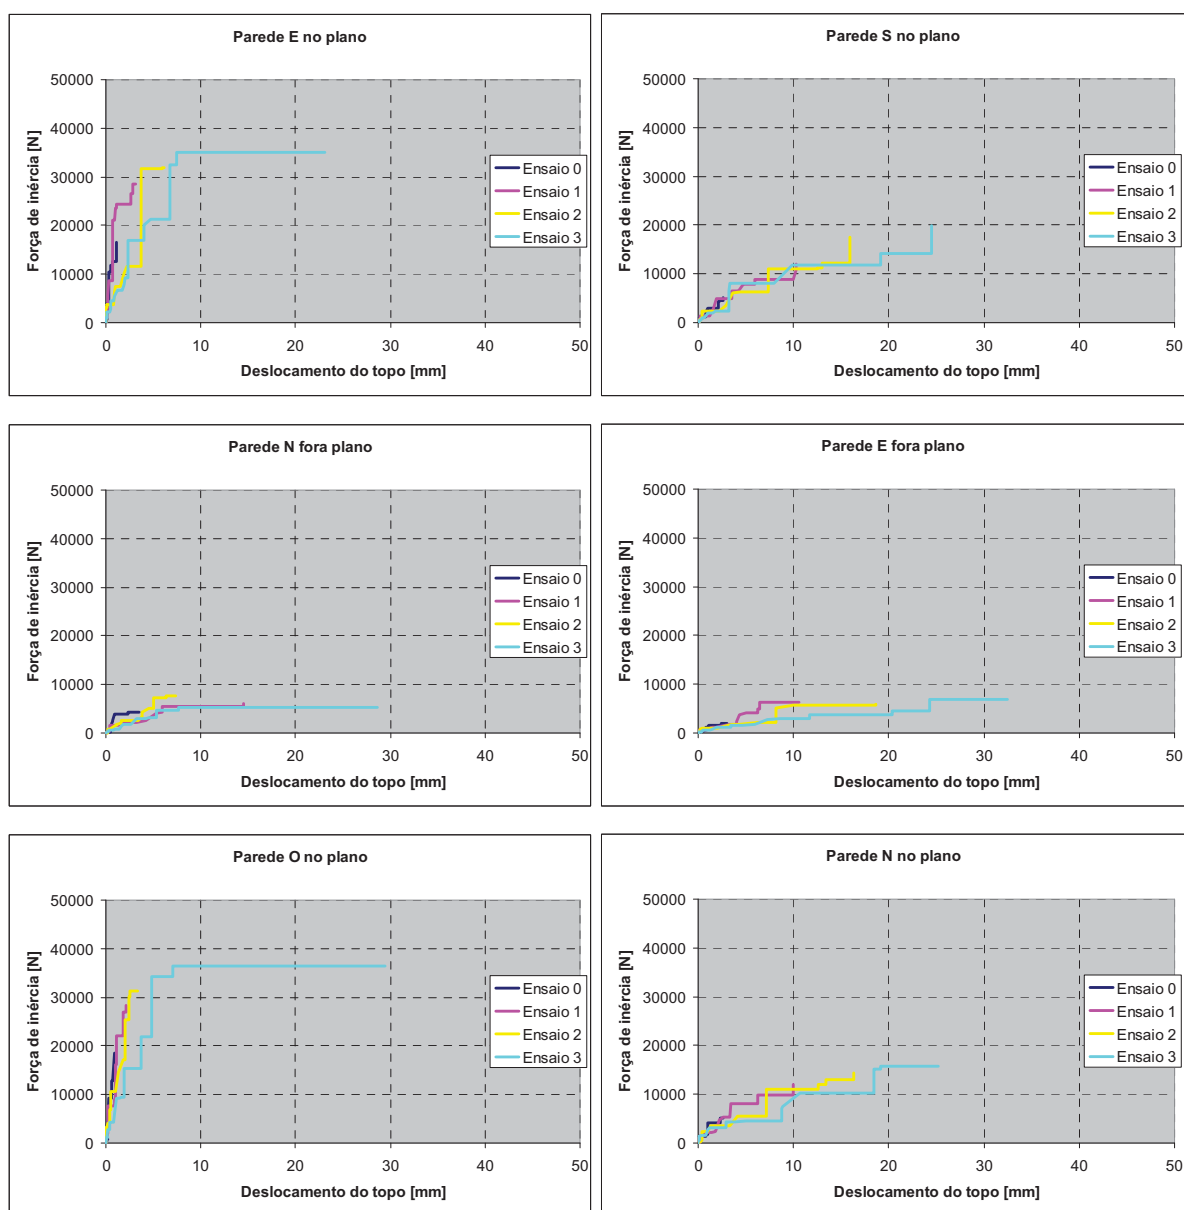 Parede E no plano
Força de inércia [N]
50000
40000
30000
20000
10000
0
0 10 20 30 40 50
Deslocamento do topo [mm]
Ensaio 0
Ensaio 1
Ensaio 2
Ensaio 3
Parede S no plano
Força de inércia [N]
50000
40000
30000
20000
10000
0
0 10 20 30 40 50
Deslocamento do topo [mm]
Ensaio 0
Ensaio 1
Ensaio 2
Ensaio 3
Parede N fora plano
Força de inércia [N]
50000
40000
30000
20000
10000
0
0 10 20 30 40 50
Deslocamento do topo [mm]
Ensaio 0
Ensaio 1
Ensaio 2
Ensaio 3
Parede E fora plano
Força de inércia [N]
50000
40000
30000
20000
10000
0
0 10 20 30 40 50
Deslocamento do topo [mm]
Ensaio 0
Ensaio 1
Ensaio 2
Ensaio 3
Parede O no plano
Força de inércia [N]
50000
40000
30000
20000
10000
0
0 10 20 30 40 50
Deslocamento do topo [mm]
Ensaio 0
Ensaio 1
Ensaio 2
Ensaio 3
Parede N no plano
Força de inércia [N]
50000
40000
30000
20000
10000
0
0 10 20 30 40 50
Deslocamento do topo [mm]
Ensaio 0
Ensaio 1
Ensaio 2
Ensaio 3